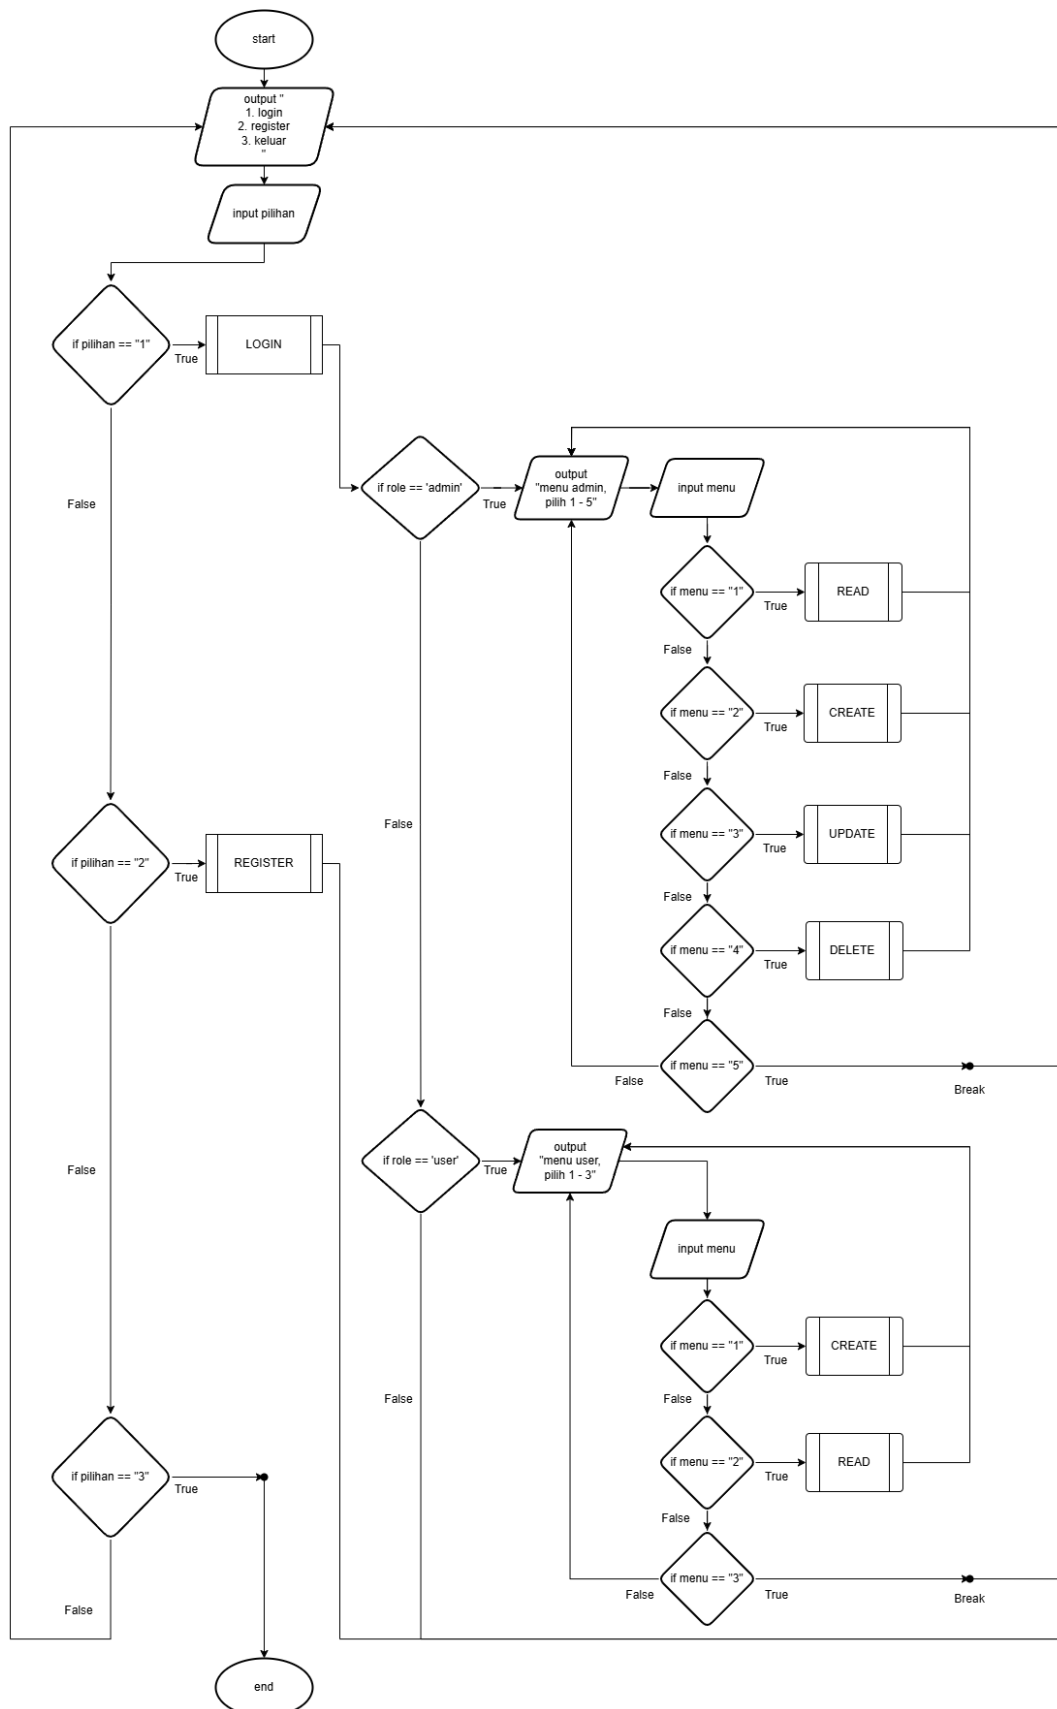 start
output "
1. login
2. register
3. keluar
"
input pilihan
if pilihan == "1"
True
LOGIN
False
if role == 'admin'
True
output
"menu admin,
pilih 1 - 5"
input menu
if menu == "1"
True
READ
False
if menu == "2"
True
CREATE
False
if menu == "3"
True
UPDATE
False
if menu == "4"
True
DELETE
False
if menu == "5"
False
True
Break
False
if pilihan == "2"
True
REGISTER
False
if role == 'user'
True
output
"menu user,
pilih 1 - 3"
input menu
if menu == "1"
True
CREATE
False
if menu == "2"
True
READ
False
if menu == "3"
False
True
Break
False
if pilihan == "3"
True
False
end